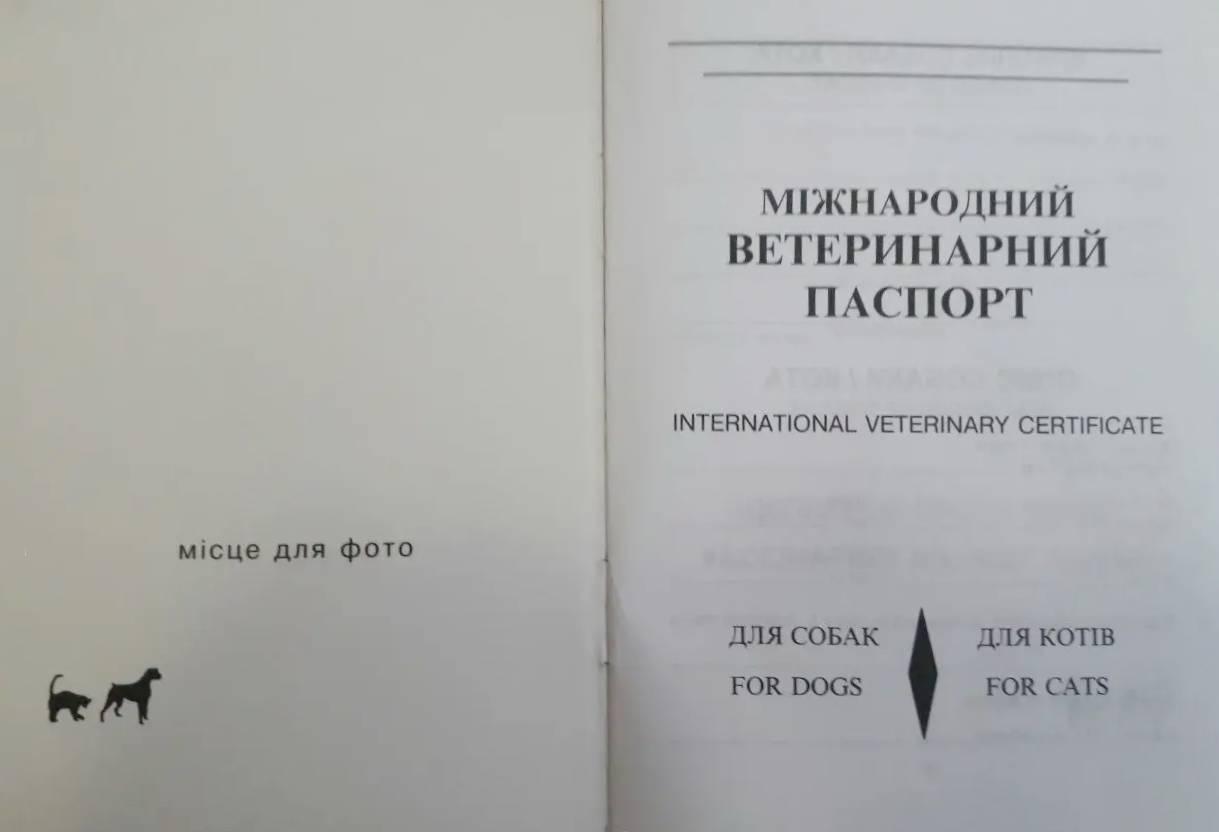 місце для фото
МІЖНАРОДНИЙ
ВЕТЕРИНАРНИЙ
ПАСПОРТ
INTERNATIONAL VETERINARY CERTIFICATE
ДЛЯ СОБАК
FOR DOGS
ДЛЯ КОТІВ
FOR CATS